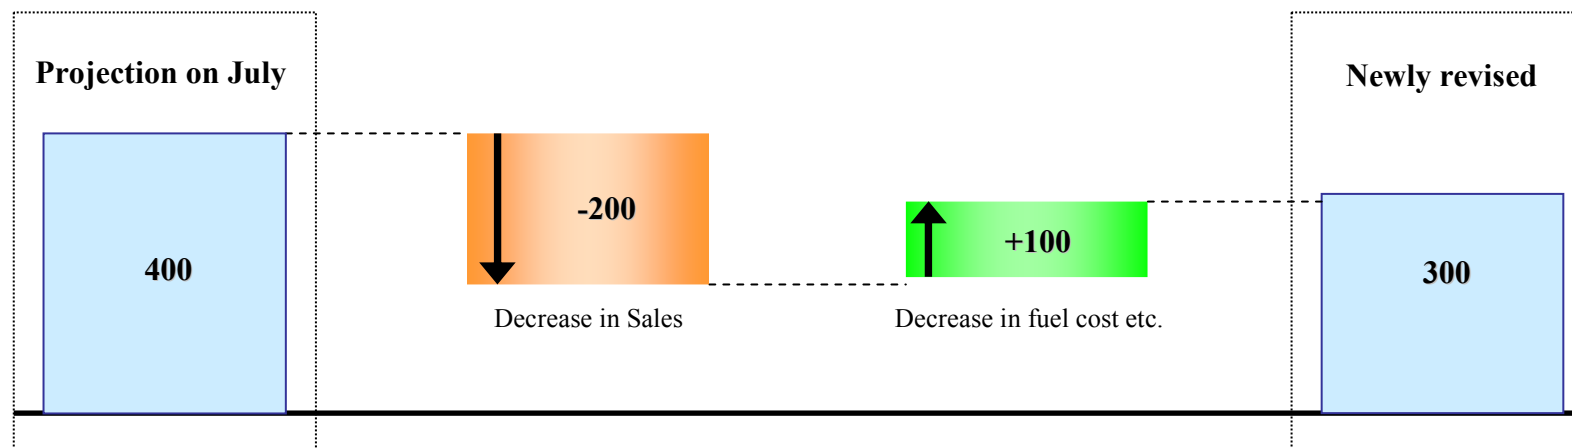 Projection on July
Newly revised
400
-200
+100
300
Decrease in Sales
Decrease in fuel cost etc.